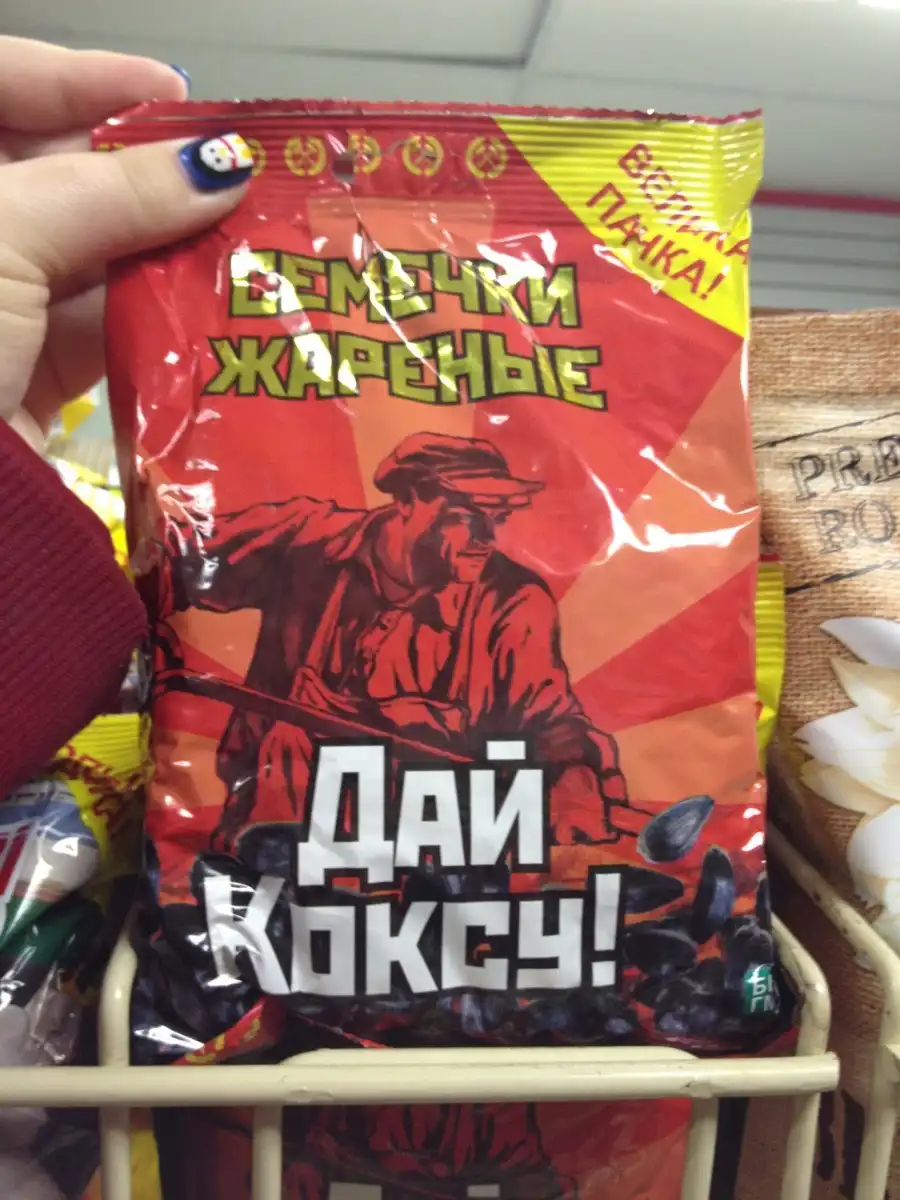 ВЕЛИКА
ПАЧКА!
СЕМЕЧКИ
ЖАРЕНЫЕ
ДАЙ
КОКСУ!